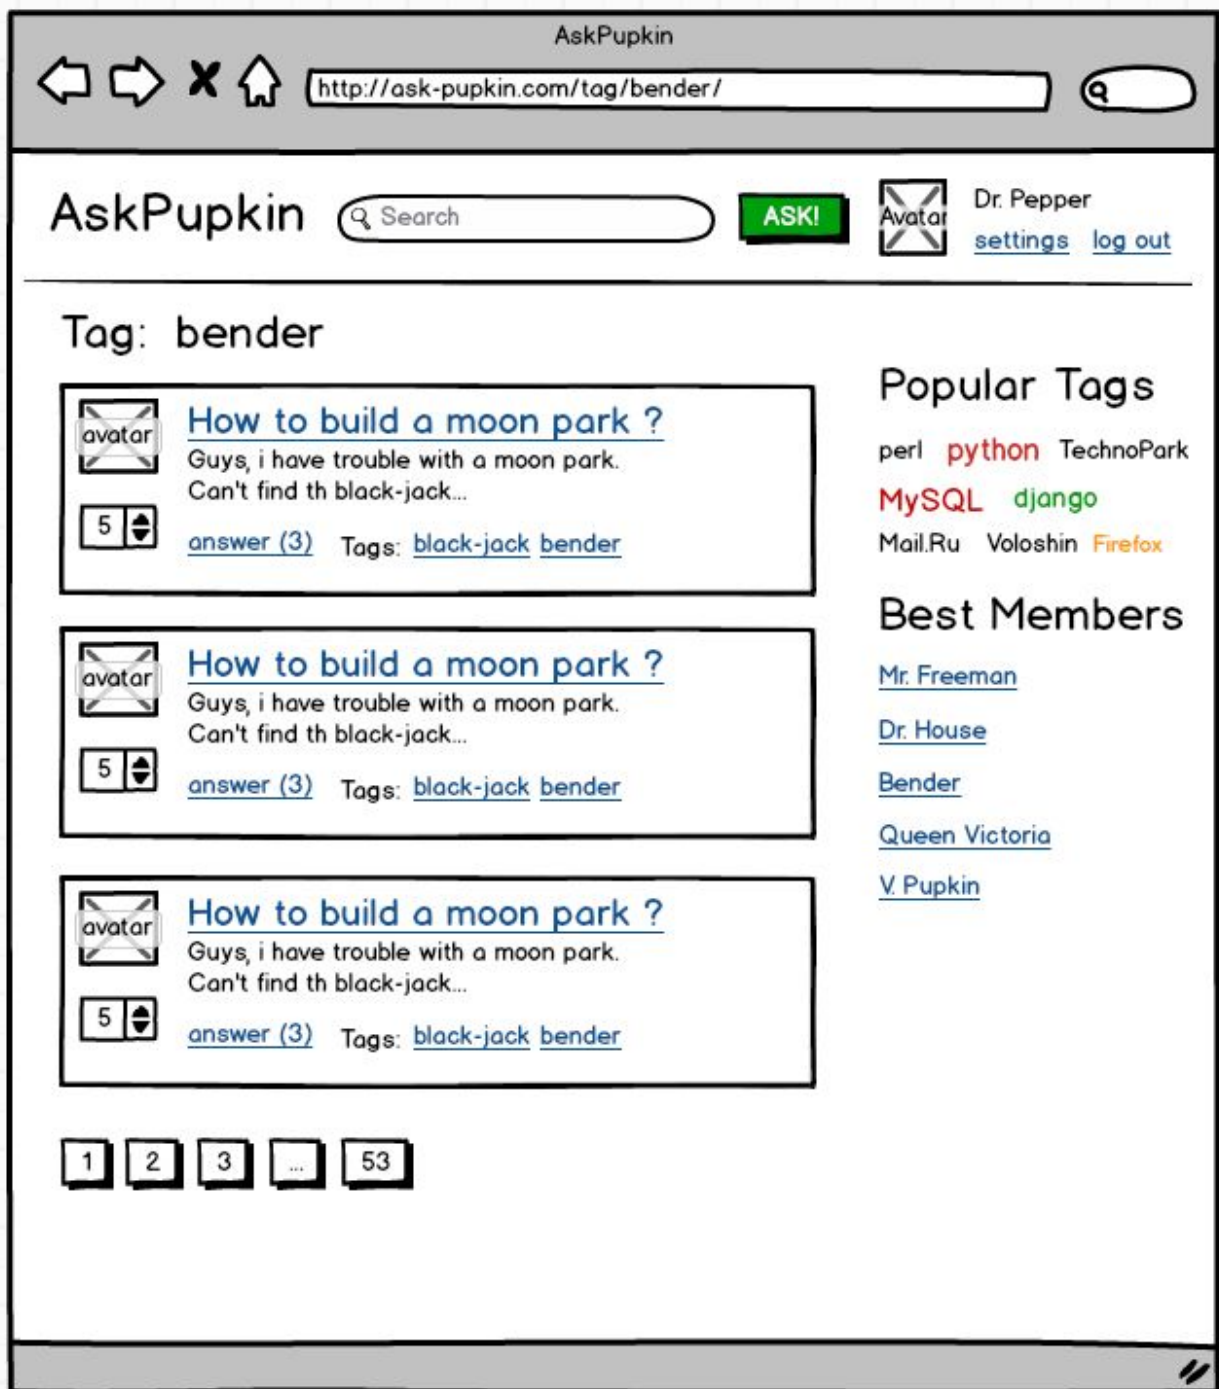 AskPupkin
http://ask-pupkin.com/tag/bender/
AskPupkin
Search
ASK!
Avatar
Dr. Pepper
settings log out
Tag: bender
avatar
How to build a moon park ?
Guys, i have trouble with a moon park.
Can't find th black-jack...
5
answer (3) Tags: black-jack bender
avatar
How to build a moon park ?
Guys, i have trouble with a moon park.
Can't find th black-jack...
5
answer (3) Tags: black-jack bender
avatar
How to build a moon park ?
Guys, i have trouble with a moon park.
Can't find th black-jack...
5
answer (3) Tags: black-jack bender
1 2 3 ... 53
Popular Tags
perl python TechnoPark
MySQL django
Mail.Ru Voloshin Firefox
Best Members
Mr. Freeman
Dr. House
Bender
Queen Victoria
V. Pupkin